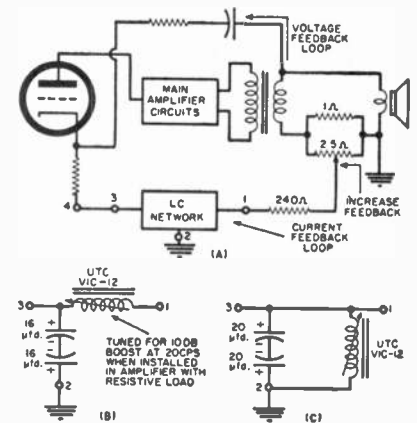 VOLTAGE
FEEDBACK
LOOP
MAIN
AMPLIFIER
CIRCUITS
1Ω
25Ω
INCREASE
FEEDBACK
4
3
LC
NETWORK
1
240Ω
2
CURRENT
FEEDBACK
LOOP
(A)
UTC
VIC-12
3
1
16
µfd.
+
-
-
16
µfd.
+
2
TUNED FOR 10DB
BOOST AT 20CPS
WHEN INSTALLED
IN AMPLIFIER WITH
RESISTIVE LOAD
(B)
3
1
20
µfd.
+
-
-
20
µfd.
+
2
UTC
VIC-12
(C)